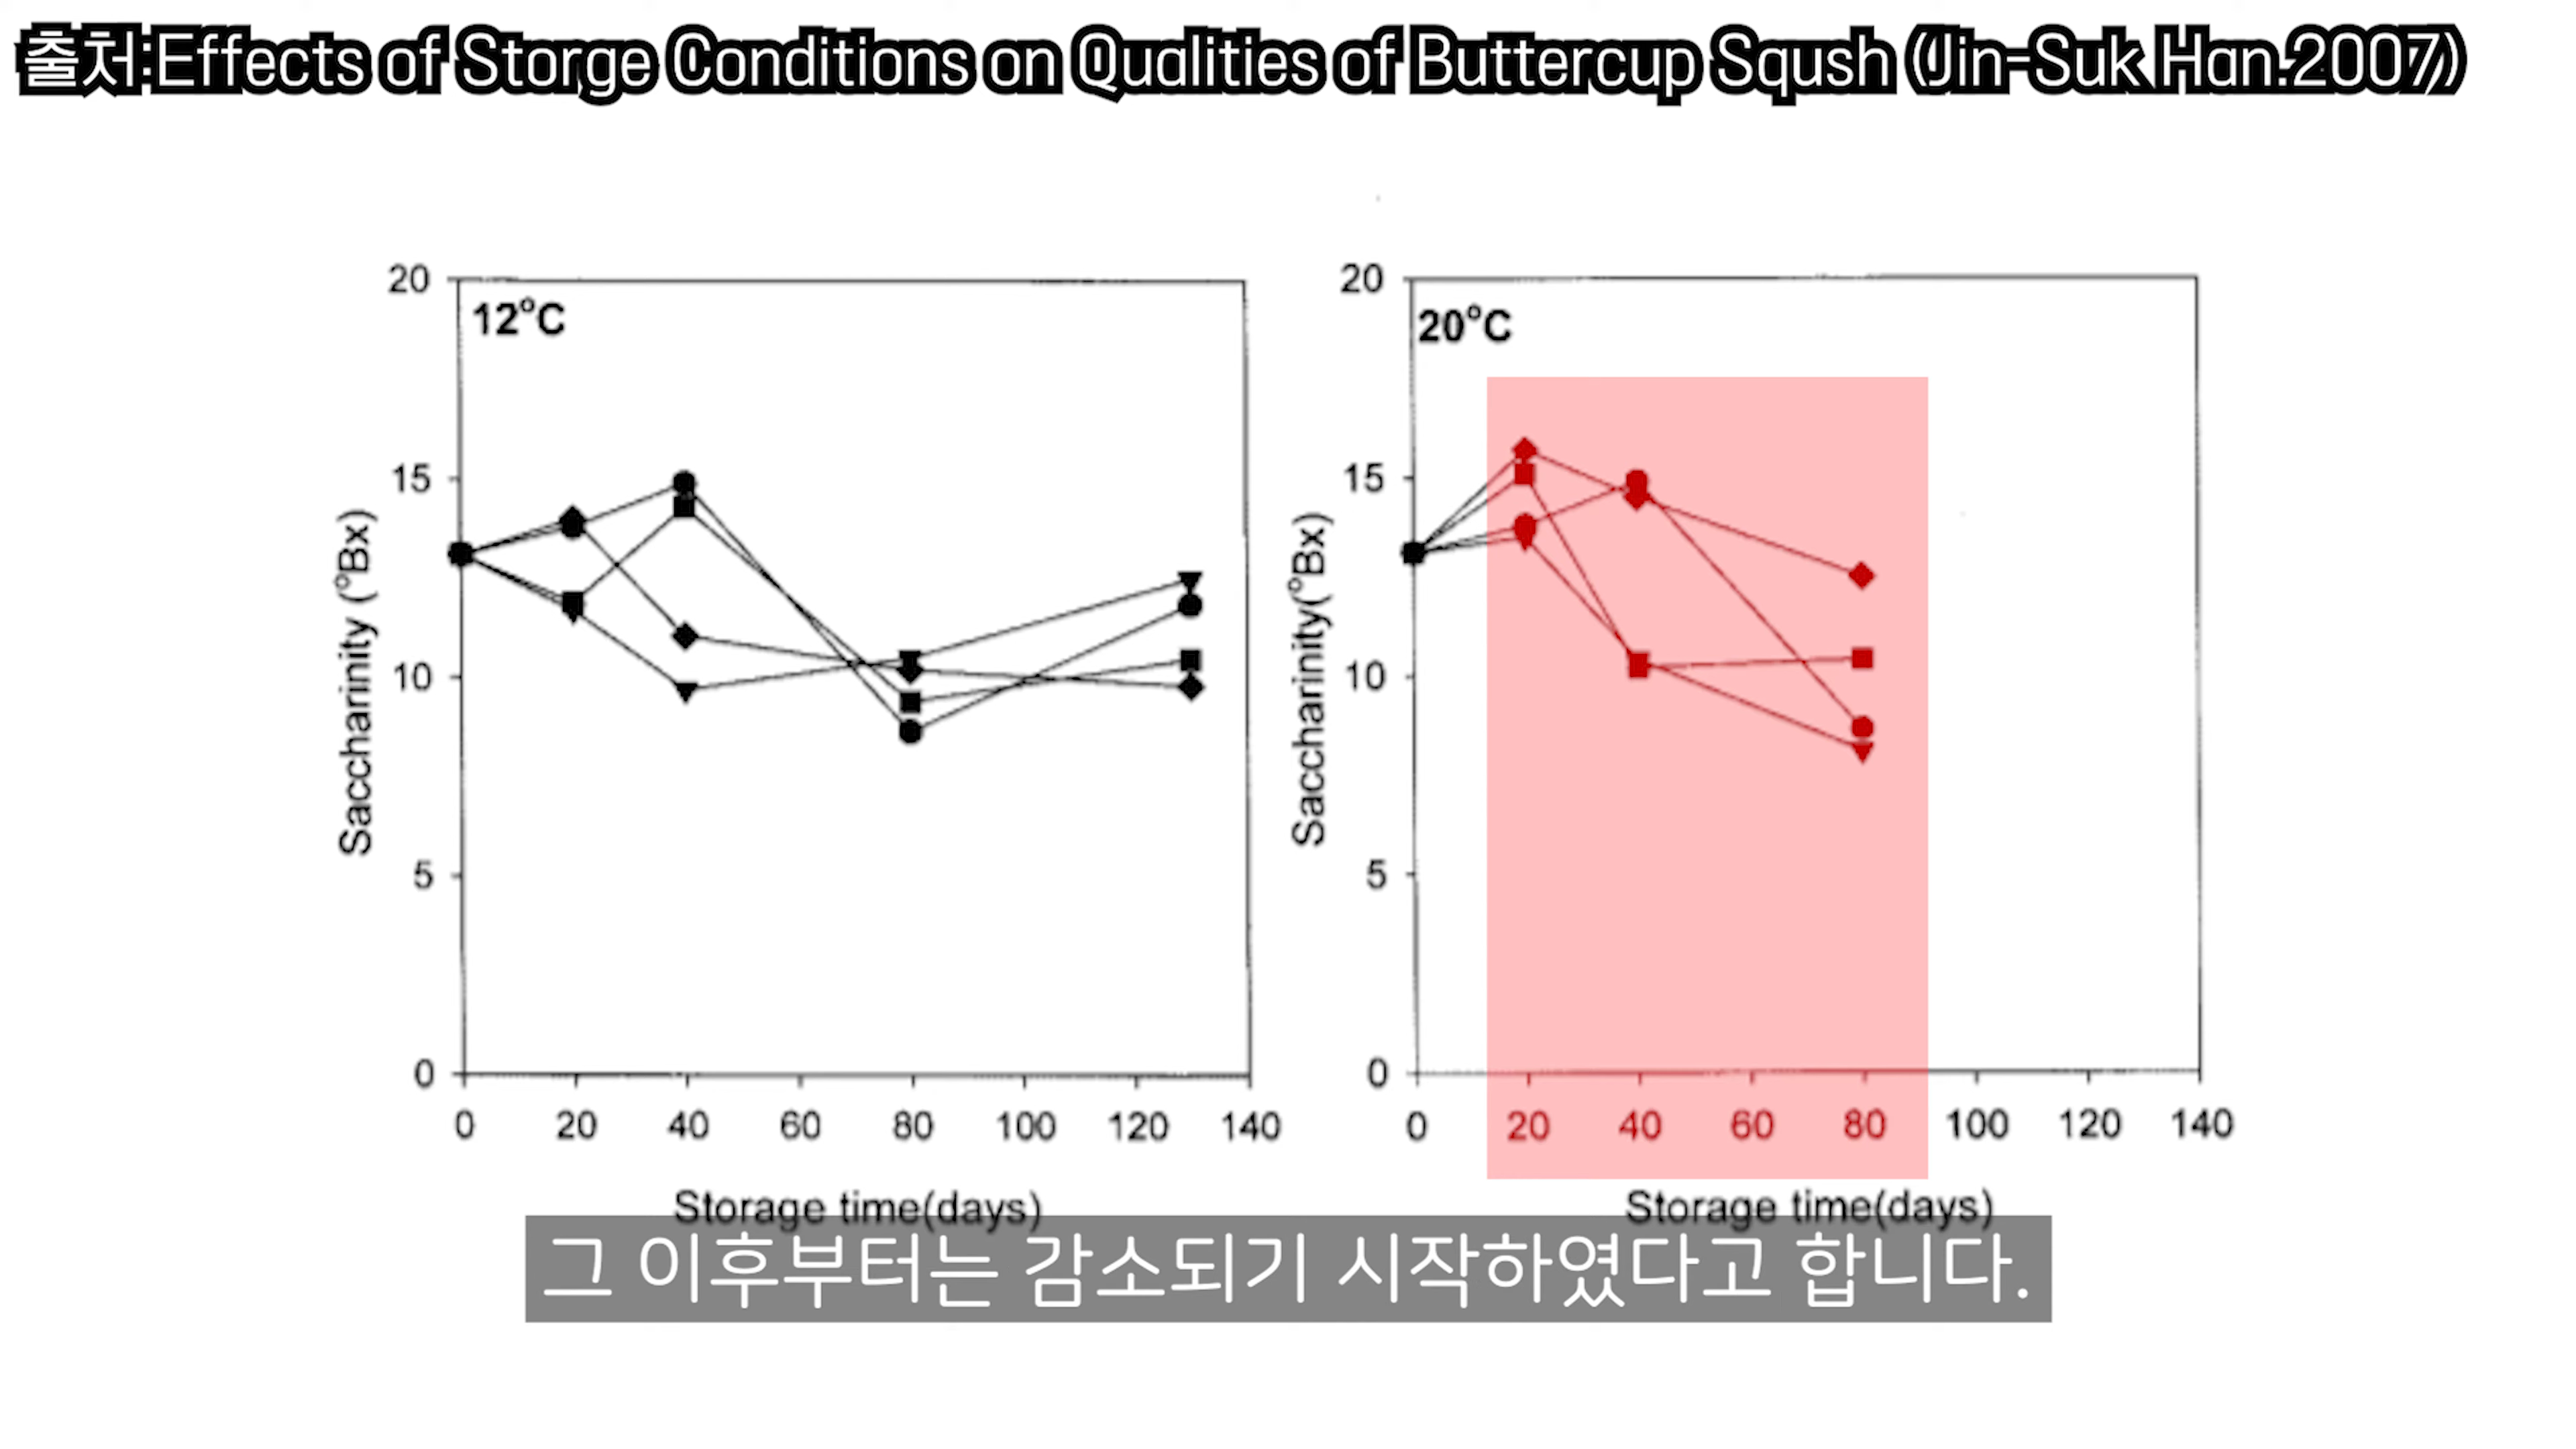 출처:Effects of Storge Conditions on Qualities of Buttercup Sqush (Jin-Suk Han.2007)
20
12°C
15
10
5
0
Saccharinity (°Bx)
0 20 40 60 80 100 120 140
Storage time(days)
20
20°C
15
10
5
0
Saccharinity(°Bx)
0 20 40 60 80 100 120 140
Storage time(days)
그 이후부터는 감소되기 시작하였다고 합니다.